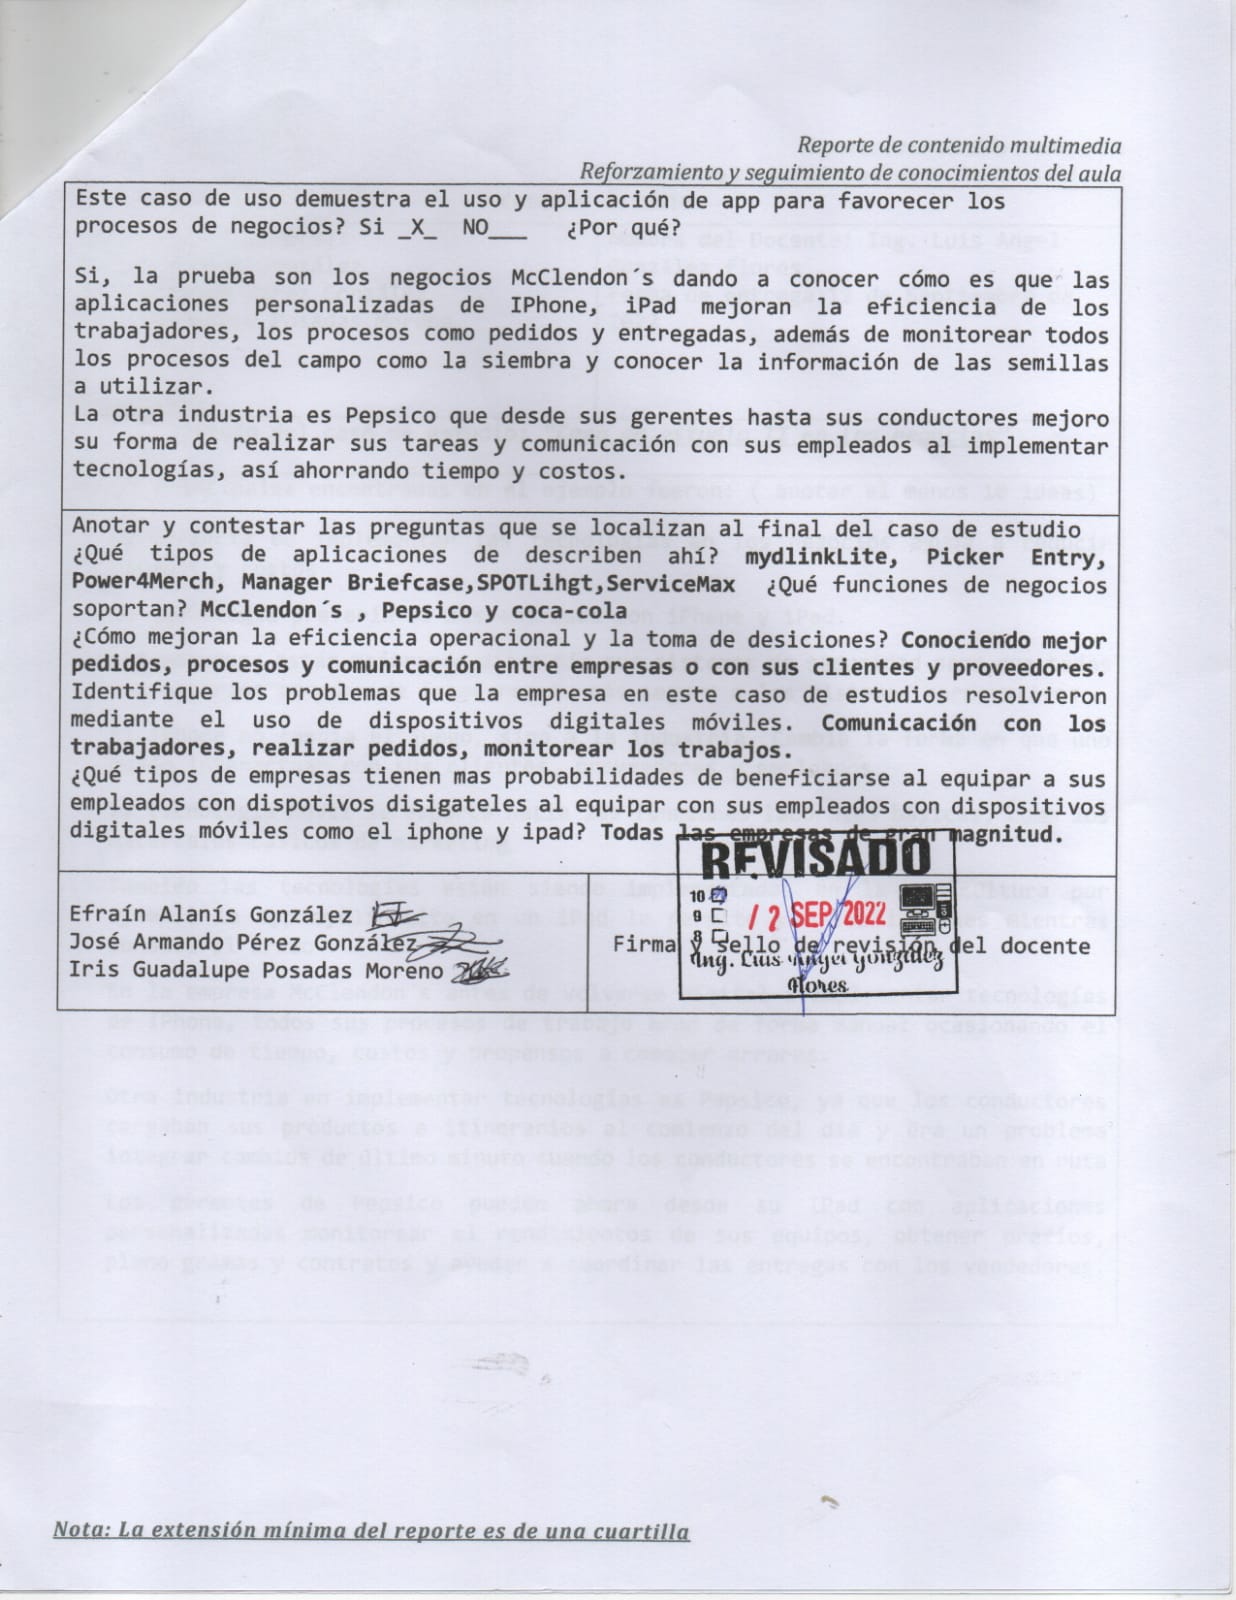 Reporte de contenido multimedia
Reforzamiento y seguimiento de conocimientos del aula
Este caso de uso demuestra el uso y aplicación de app para favorecer los
procesos de negocios? Si _X_ NO___ ¿Por qué?
Si, la prueba son los negocios McClendon´s dando a conocer cómo es que las
aplicaciones personalizadas de IPhone, iPad mejoran la eficiencia de los
trabajadores, los procesos como pedidos y entregadas, además de monitorear todos
los procesos del campo como la siembra y conocer la información de las semillas
a utilizar.
La otra industria es Pepsico que desde sus gerentes hasta sus conductores mejoro
su forma de realizar sus tareas y comunicación con sus empleados al implementar
tecnologías, así ahorrando tiempo y costos.
Anotar y contestar las preguntas que se localizan al final del caso de estudio
¿Qué tipos de aplicaciones de describen ahí? mydlinkLite, Picker Entry,
Power4Merch, Manager Briefcase,SPOTLihgt,ServiceMax ¿Qué funciones de negocios
soportan? McClendon´s , Pepsico y coca-cola
¿Cómo mejoran la eficiencia operacional y la toma de desiciones? Conociendo mejor
pedidos, procesos y comunicación entre empresas o con sus clientes y proveedores.
Identifique los problemas que la empresa en este caso de estudios resolvieron
mediante el uso de dispositivos digitales móviles. Comunicación con los
trabajadores, realizar pedidos, monitorear los trabajos.
¿Qué tipos de empresas tienen mas probabilidades de beneficiarse al equipar a sus
empleados con dispotivos disigateles al equipar con sus empleados con dispositivos
digitales móviles como el iphone y ipad? Todas las empresas de gran magnitud.
REVISADO
10
9
8
12 SEP 2022
Ing. Luis Angel González
Flores
Efraín Alanís González
José Armando Pérez González
Iris Guadalupe Posadas Moreno
Firma y sello de revisión del docente
Nota: La extensión mínima del reporte es de una cuartilla